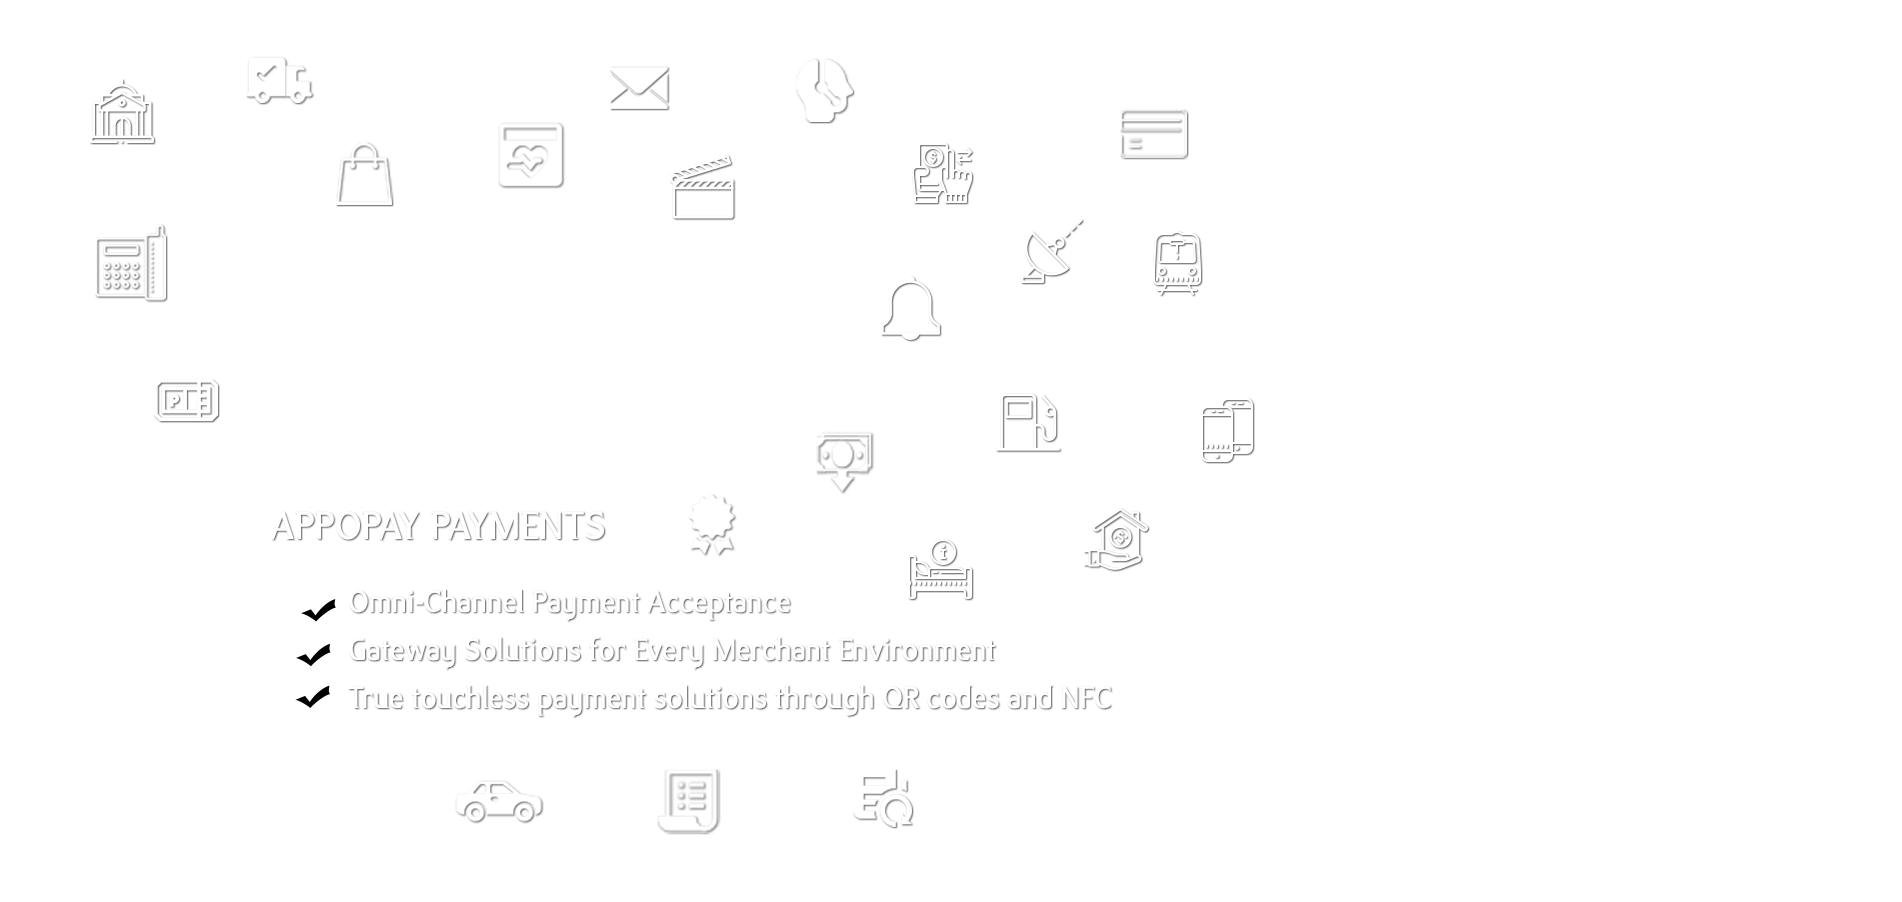 APPOPAY PAYMENTS
Omni-Channel Payment Acceptance
Gateway Solutions for Every Merchant Environment
True touchless payment solutions through QR codes and NFC